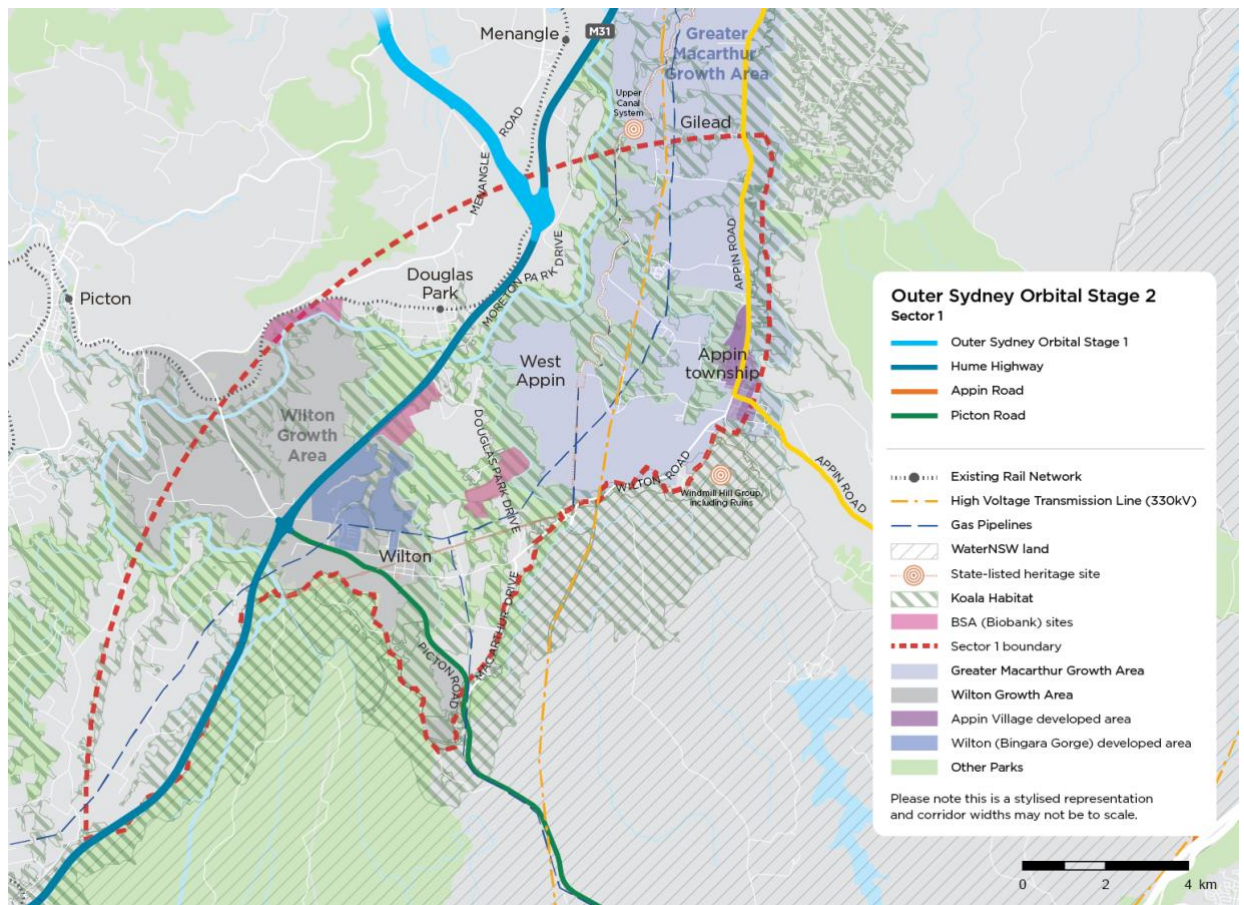 Menangle
M31
Greater
Macarthur
Growth Area
Upper
Canal
System
Gilead
MENANGLE ROAD
APPIN ROAD
MORETON PARK DRIVE
Picton
Douglas
Park
West
Appin
Appin
township
Wilton
Growth
Area
DOUGLAS PARK DRIVE
WILTON ROAD
Windmill Hill Group,
including Ruins
APPIN ROAD
Wilton
MACARTHUR DRIVE
PICTON ROAD
Outer Sydney Orbital Stage 2
Sector 1
Outer Sydney Orbital Stage 1
Hume Highway
Appin Road
Picton Road
Existing Rail Network
High Voltage Transmission Line (330kV)
Gas Pipelines
WaterNSW land
State-listed heritage site
Koala Habitat
BSA (Biobank) sites
Sector 1 boundary
Greater Macarthur Growth Area
Wilton Growth Area
Appin Village developed area
Wilton (Bingara Gorge) developed area
Other Parks
Please note this is a stylised representation
and corridor widths may not be to scale.
0 2 4 km